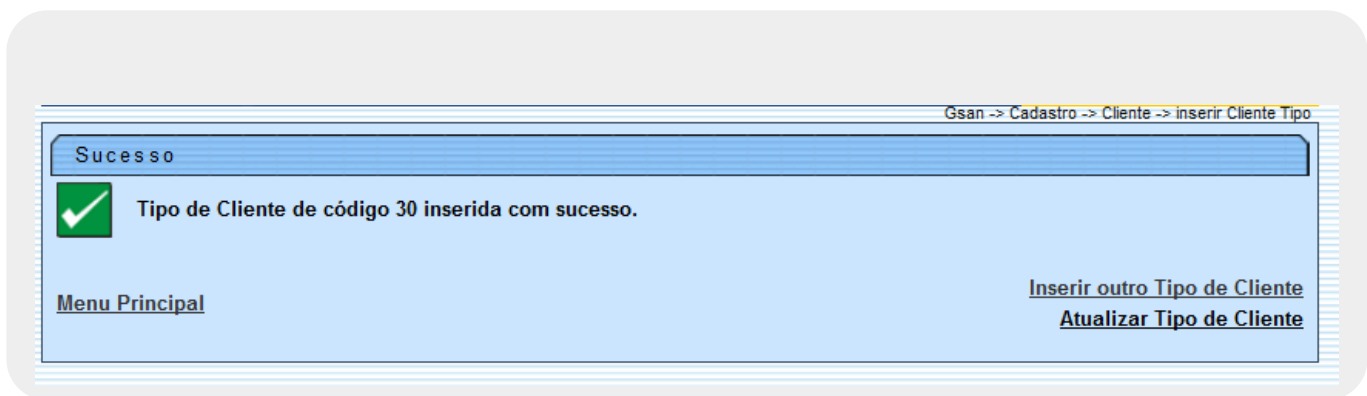 Gsan -> Cadastro -> Cliente -> inserir Cliente Tipo
Sucesso
Tipo de Cliente de código 30 inserida com sucesso.
Inserir outro Tipo de Cliente
Menu Principal
Atualizar Tipo de Cliente